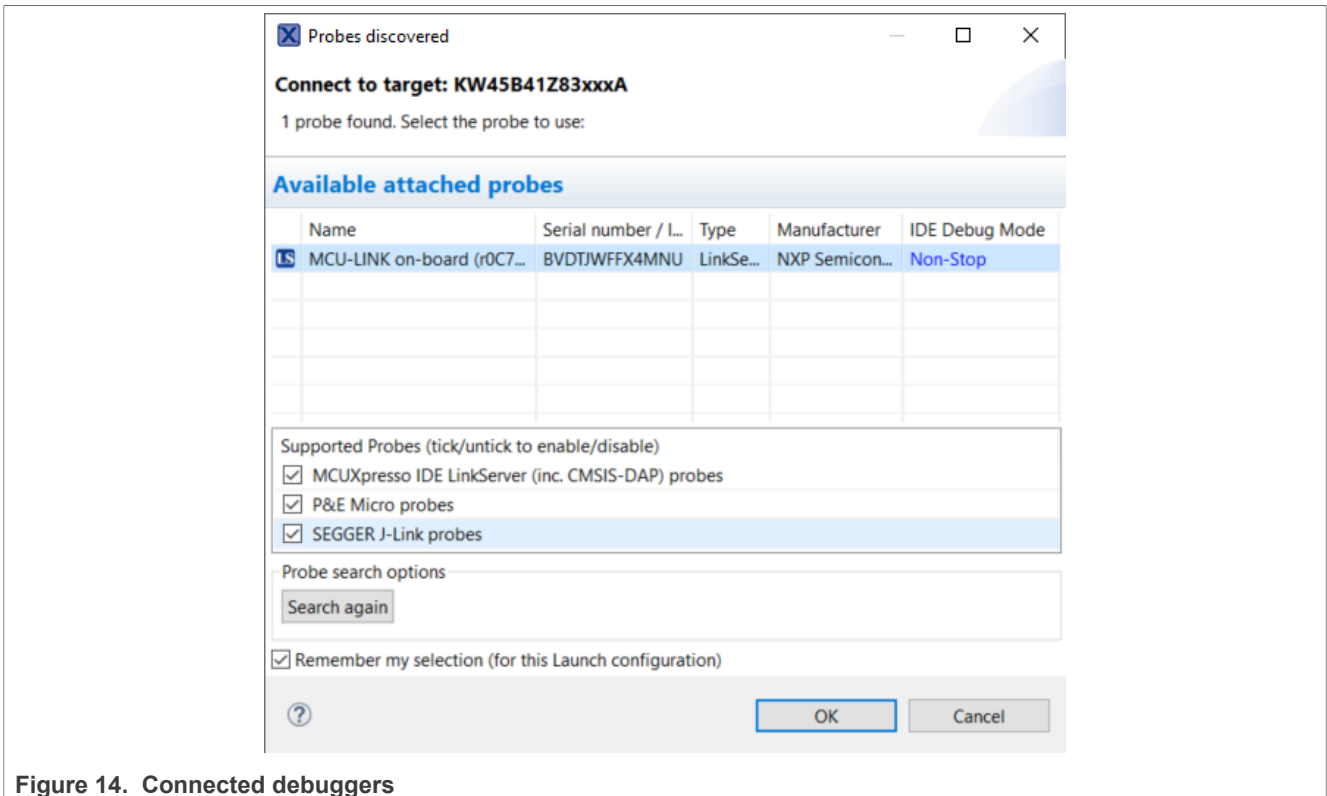 Probes discovered
Connect to target: KW45B41Z83xxxA
1 probe found. Select the probe to use:
Available attached probes
Name Serial number / I... Type Manufacturer IDE Debug Mode
LS MCU-LINK on-board (r0C7... BVDTJWFFX4MNU LinkSe... NXP Semicon... Non-Stop
Supported Probes (tick/untick to enable/disable)
MCUXpresso IDE LinkServer (inc. CMSIS-DAP) probes
P&E Micro probes
SEGGER J-Link probes
Probe search options
Search again
Remember my selection (for this Launch configuration)
? OK Cancel
Figure 14. Connected debuggers